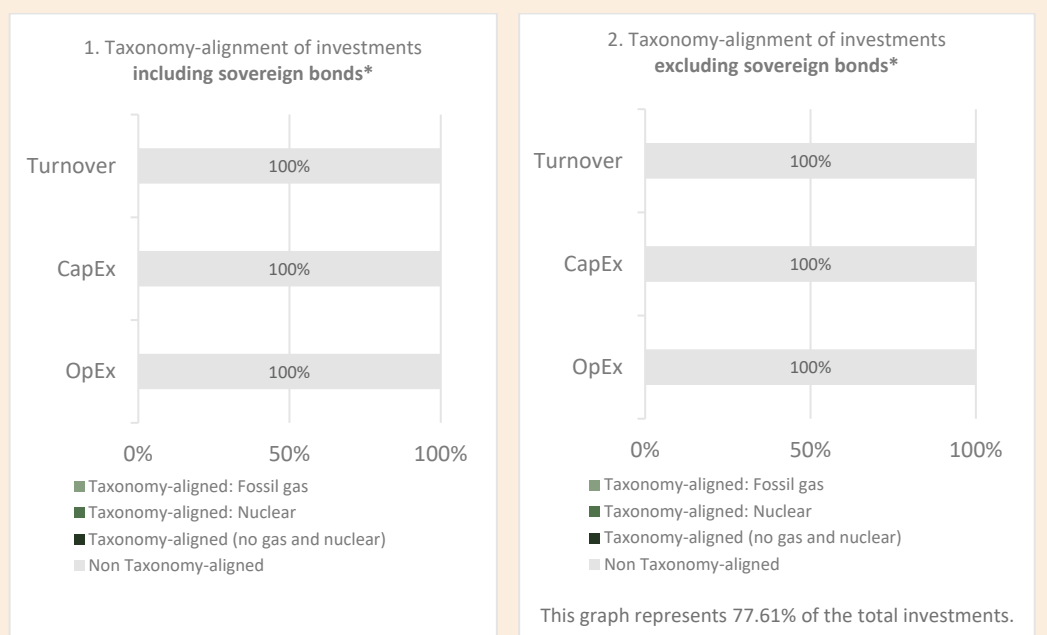 1. Taxonomy-alignment of investments
including sovereign bonds*
Turnover
100%
CapEx
100%
OpEx
100%
0%
50%
100%
Taxonomy-aligned: Fossil gas
Taxonomy-aligned: Nuclear
Taxonomy-aligned (no gas and nuclear)
Non Taxonomy-aligned
2. Taxonomy-alignment of investments
excluding sovereign bonds*
Turnover
100%
CapEx
100%
OpEx
100%
0%
50%
100%
Taxonomy-aligned: Fossil gas
Taxonomy-aligned: Nuclear
Taxonomy-aligned (no gas and nuclear)
Non Taxonomy-aligned
This graph represents 77.61% of the total investments.